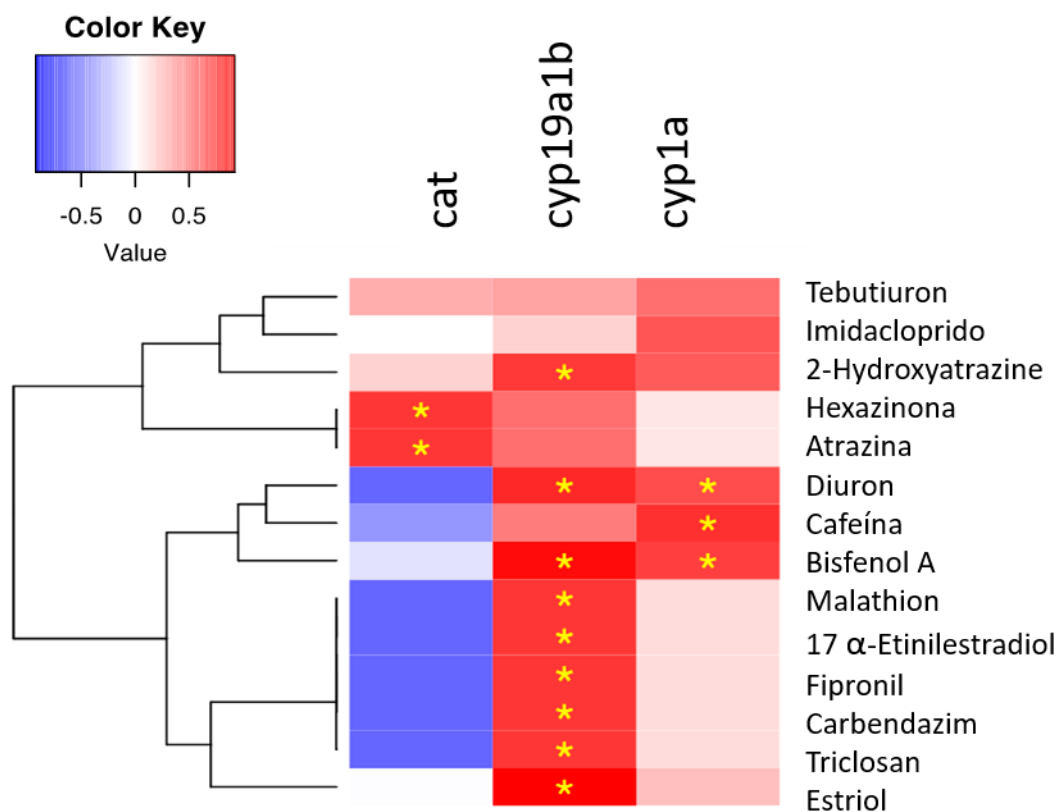 Color Key
-0.5 0 0.5
Value
cat
cyp19a1b
cyp1a
Tebutiuron
Imidacloprido
2-Hydroxyatrazine
* Hexazinona
* Atrazina
* * Diuron
* Cafeína
* * Bisfenol A
* Malathion
* 17 α-Etinilestradiol
* Fipronil
* Carbendazim
* Triclosan
* Estriol